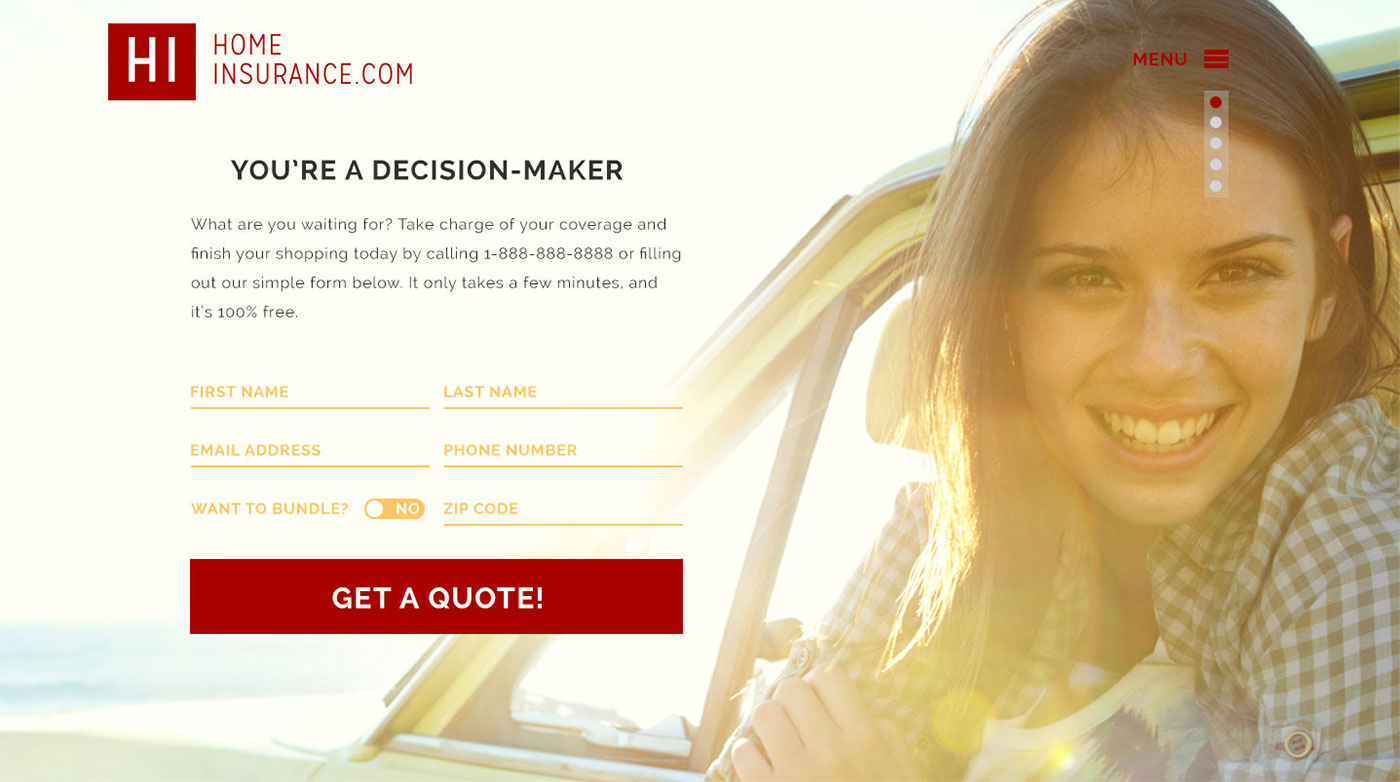 HI
HOME
INSURANCE.COM
MENU
YOU'RE A DECISION-MAKER
What are you waiting for? Take charge of your coverage and
finish your shopping today by calling 1-888-888-8888 or filling
out our simple form below. It only takes a few minutes, and
it's 100% free.
FIRST NAME
LAST NAME
EMAIL ADDRESS
PHONE NUMBER
WANT TO BUNDLE? NO
ZIP CODE
GET A QUOTE!